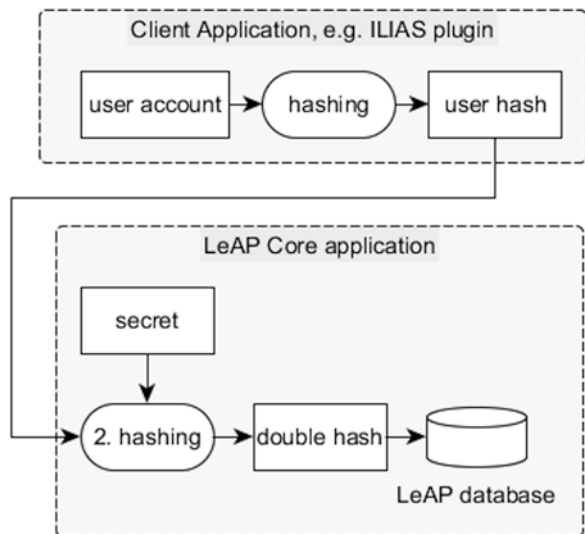 Client Application, e.g. ILIAS plugin
user account
hashing
user hash
LeAP Core application
secret
2. hashing
double hash
LeAP database